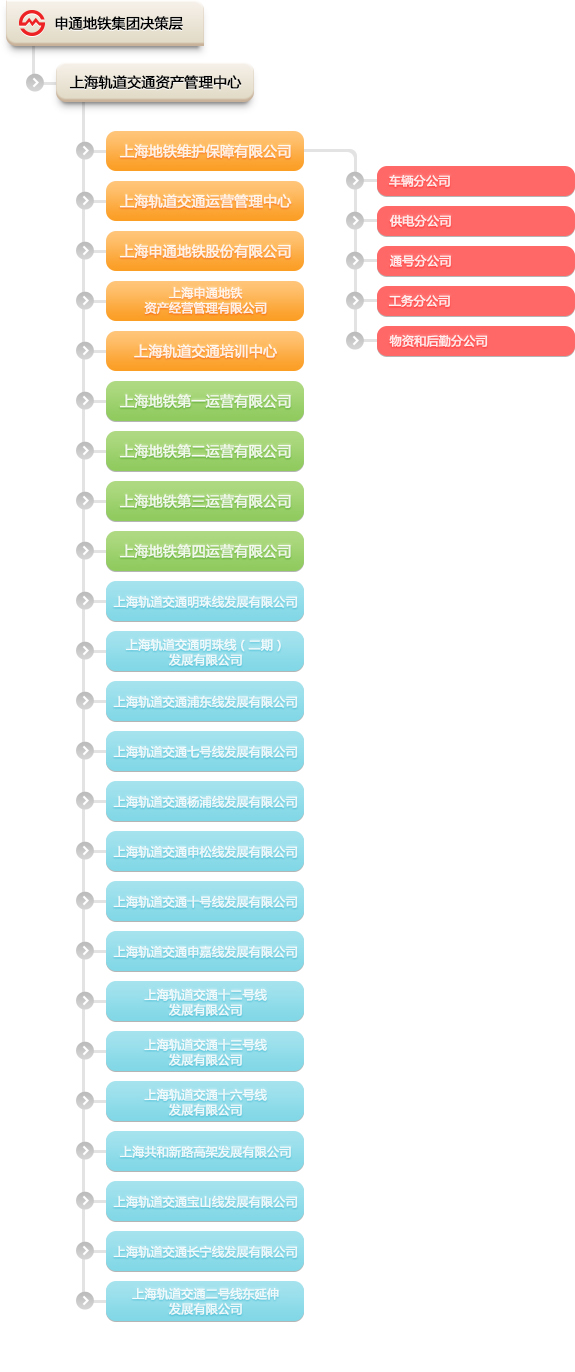 申通地铁集团决策层
上海轨道交通资产管理中心
上海地铁维护保障有限公司
车辆分公司
供电分公司
通号分公司
工务分公司
物资和后勤分公司
上海轨道交通运营管理中心
上海申通地铁股份有限公司
上海申通地铁
资产经营管理有限公司
上海轨道交通培训中心
上海地铁第一运营有限公司
上海地铁第二运营有限公司
上海地铁第三运营有限公司
上海地铁第四运营有限公司
上海轨道交通明珠线发展有限公司
上海轨道交通明珠线（二期）
发展有限公司
上海轨道交通浦东线发展有限公司
上海轨道交通七号线发展有限公司
上海轨道交通杨浦线发展有限公司
上海轨道交通申松线发展有限公司
上海轨道交通十号线发展有限公司
上海轨道交通申嘉线发展有限公司
上海轨道交通十二号线
发展有限公司
上海轨道交通十三号线
发展有限公司
上海轨道交通十六号线
发展有限公司
上海共和新路高架发展有限公司
上海轨道交通宝山线发展有限公司
上海轨道交通长宁线发展有限公司
上海轨道交通二号线东延伸
发展有限公司